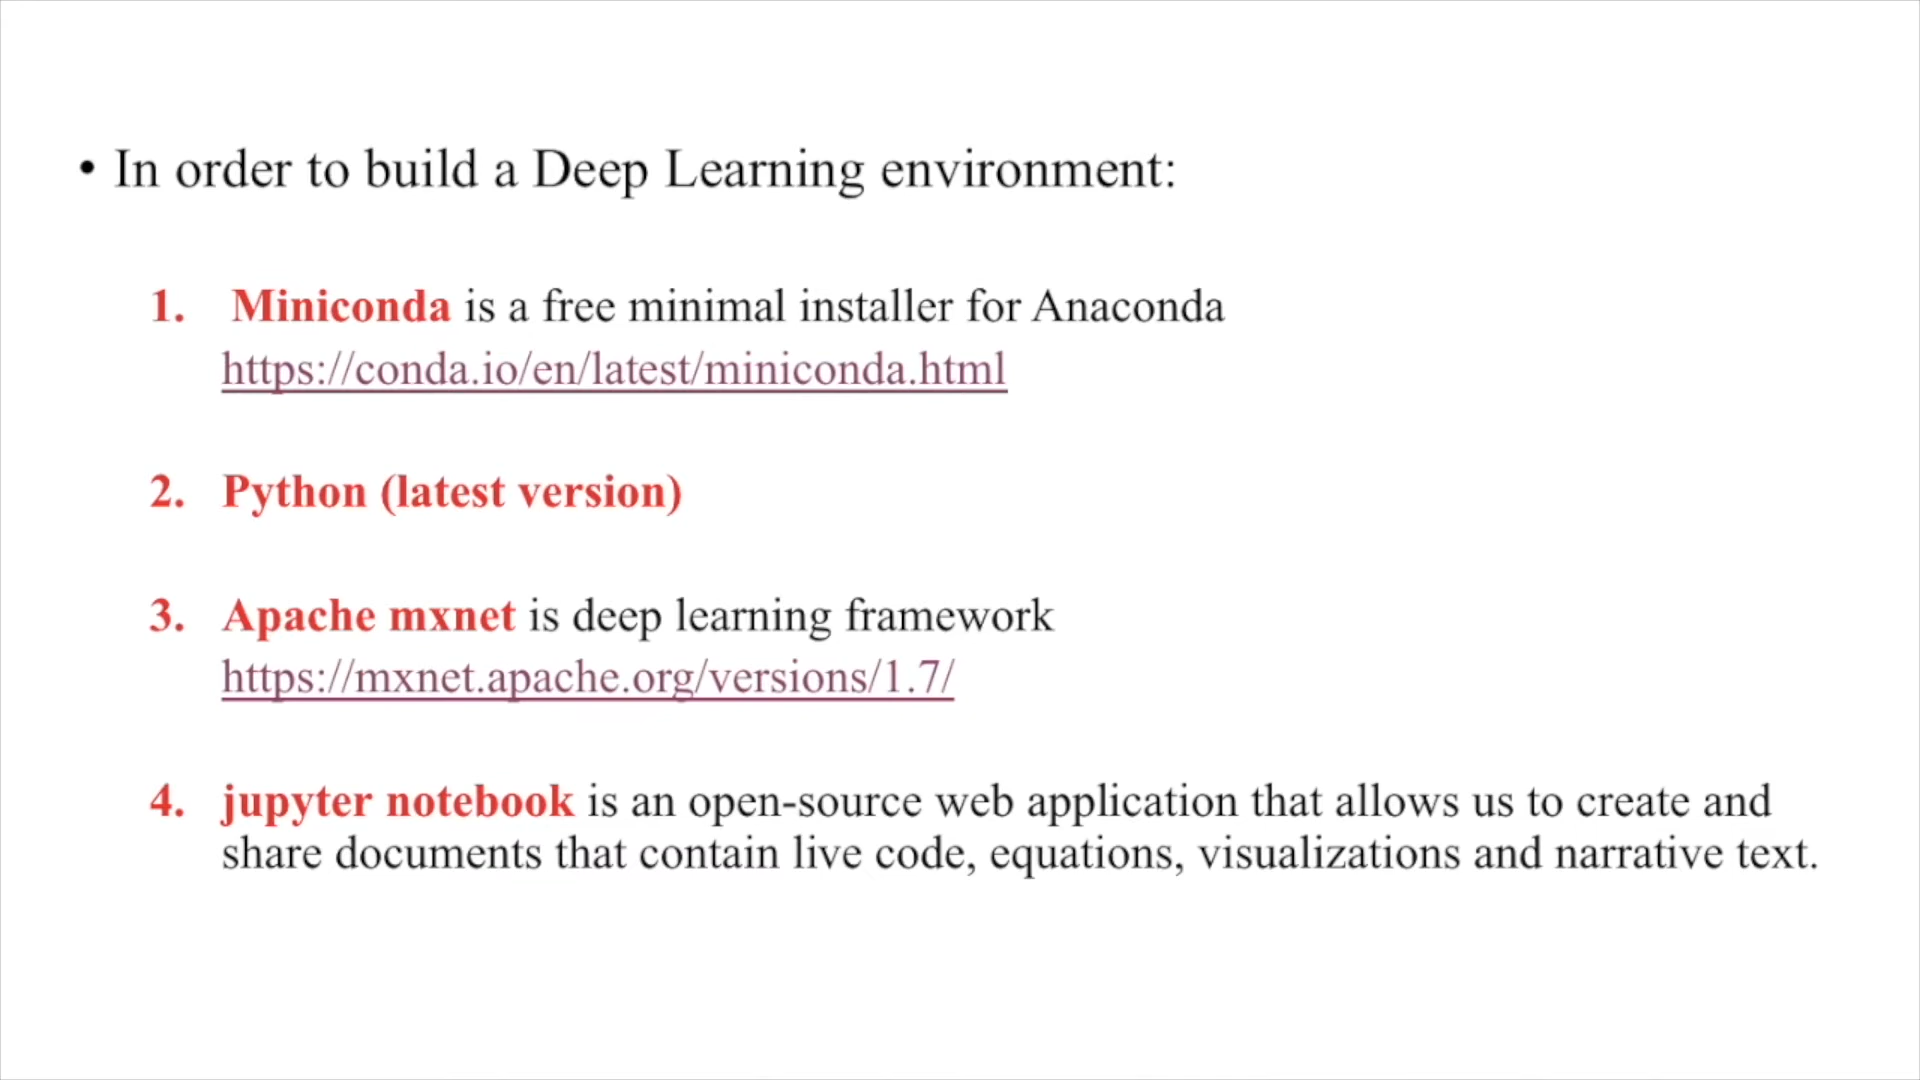 • In order to build a Deep Learning environment:
1. Miniconda is a free minimal installer for Anaconda
https://conda.io/en/latest/miniconda.html
2. Python (latest version)
3. Apache mxnet is deep learning framework
https://mxnet.apache.org/versions/1.7/
4. jupyter notebook is an open-source web application that allows us to create and
share documents that contain live code, equations, visualizations and narrative text.